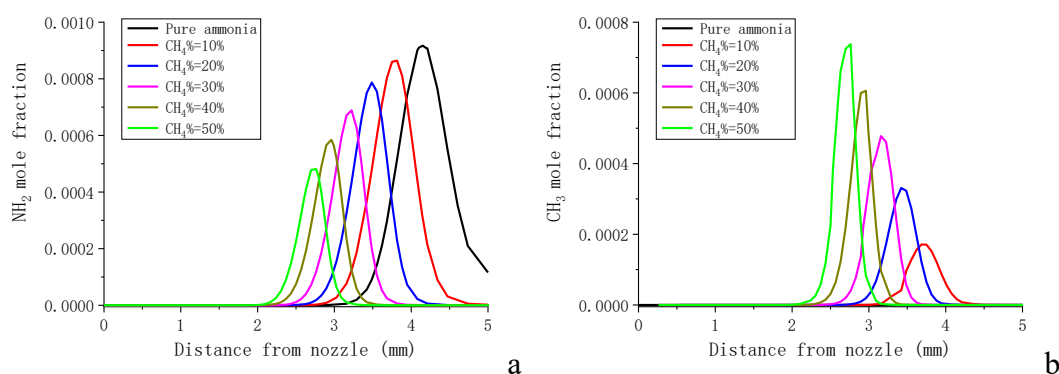 0.0010
0.0008
0.0006
0.0004
0.0002
0.0000
NH₂ mole fraction
Pure ammonia
CH₄%=10%
CH₄%=20%
CH₄%=30%
CH₄%=40%
CH₄%=50%
0 1 2 3 4 5
Distance from nozzle (mm)
a
0.0008
0.0006
0.0004
0.0002
0.0000
CH₃ mole fraction
Pure ammonia
CH₄%=10%
CH₄%=20%
CH₄%=30%
CH₄%=40%
CH₄%=50%
0 1 2 3 4 5
Distance from nozzle (mm)
b